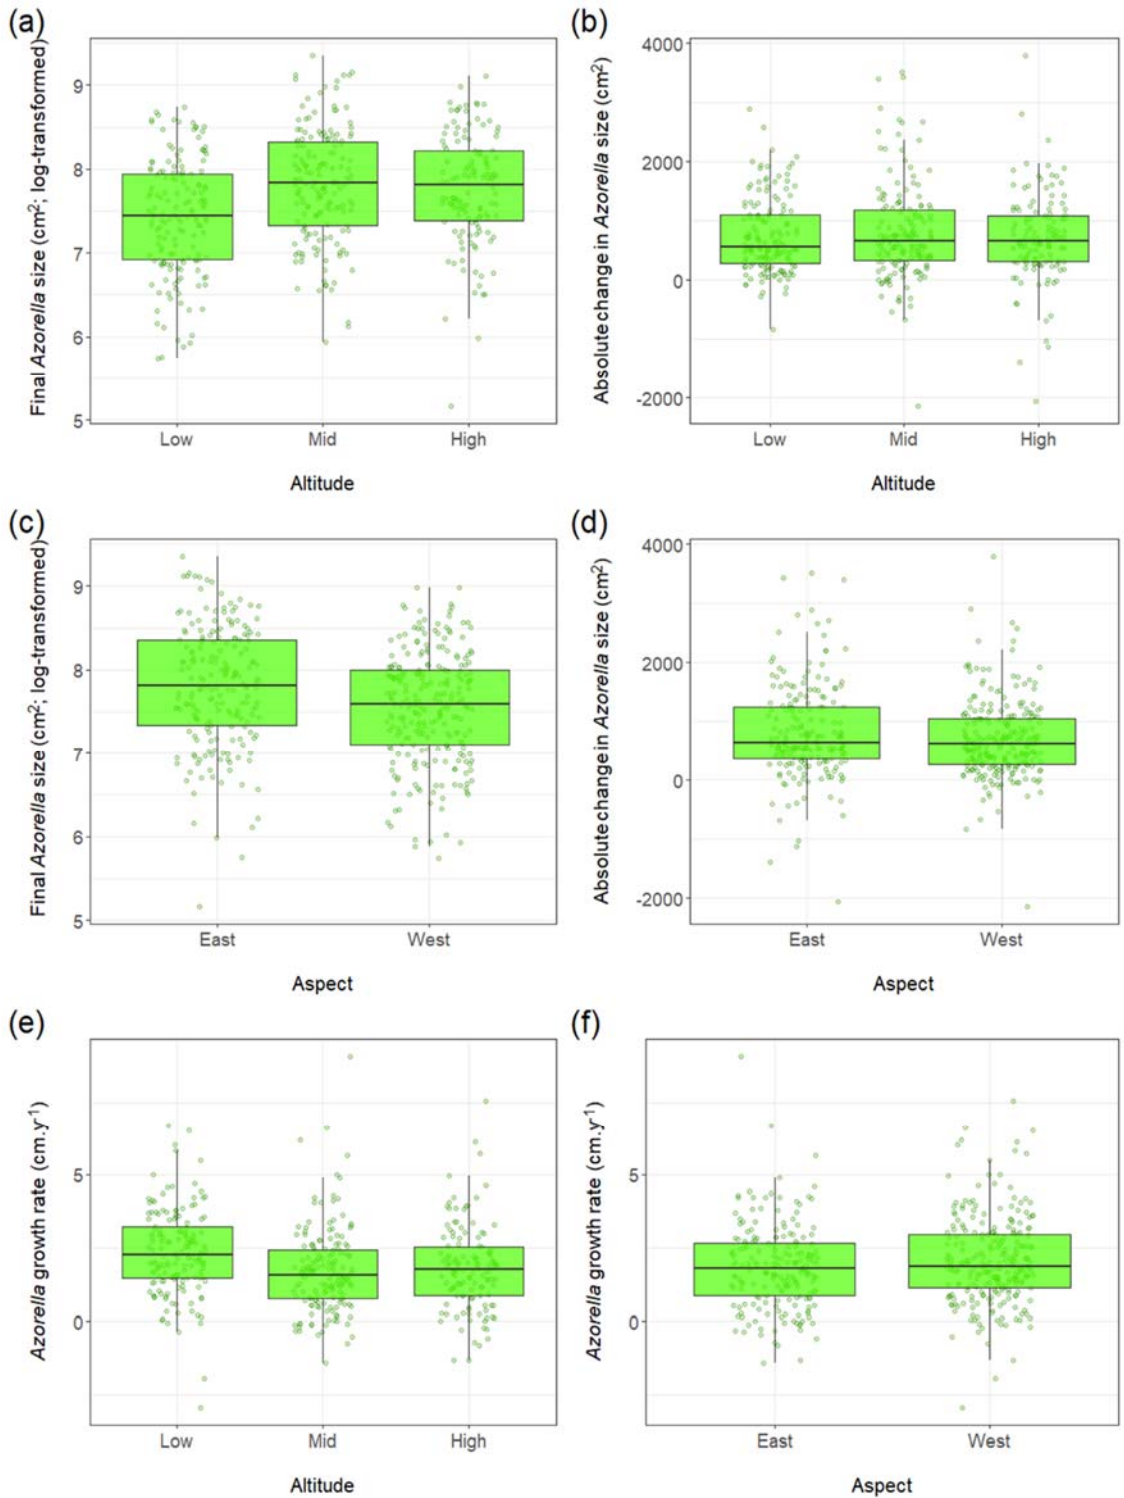 (a)
Final Azorella size (cm²; log-transformed)
9
8
7
6
5
Low Mid High
Altitude
(b)
Absolute change in Azorella size (cm²)
4000
2000
0
-2000
Low Mid High
Altitude
(c)
Final Azorella size (cm²; log-transformed)
9
8
7
6
5
East West
Aspect
(d)
Absolute change in Azorella size (cm²)
4000
2000
0
-2000
East West
Aspect
(e)
Azorella growth rate (cm.y⁻¹)
5
0
Low Mid High
Altitude
(f)
Azorella growth rate (cm.y⁻¹)
5
0
East West
Aspect